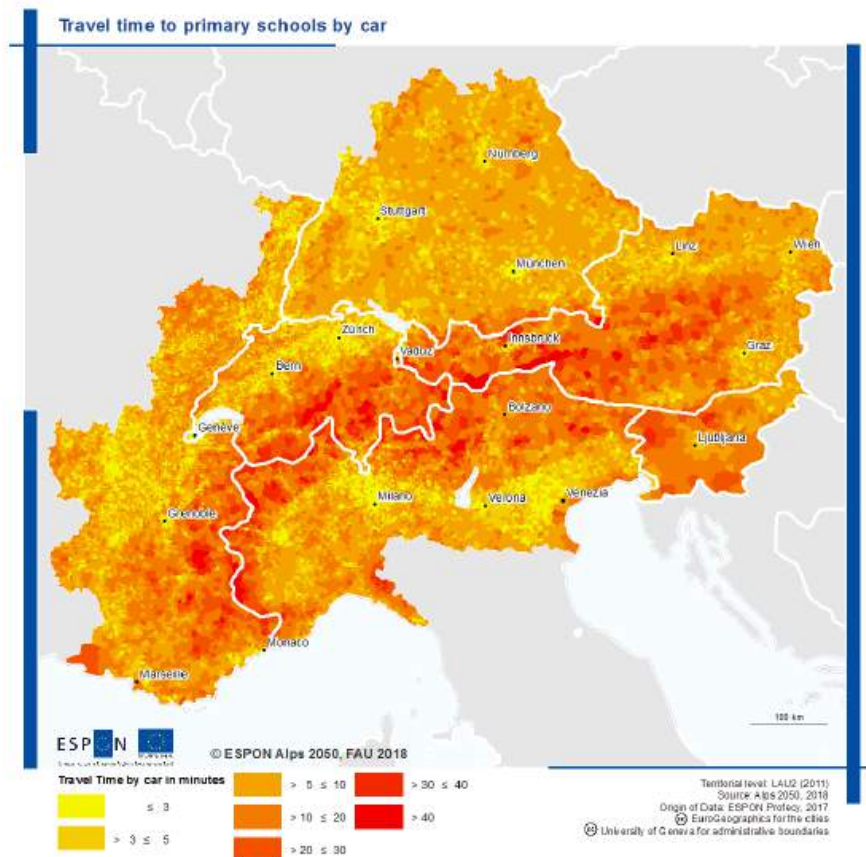 Travel time to primary schools by car
Nürnberg
Stuttgart
Linz
Wien
München
Zürich
Innsbruck
Vaduz
Graz
Bern
Bolzano
Ljubljana
Genève
Milano
Verona
Venezia
Grenoble
Monaco
Marseille
100 km
ESPON
© ESPON Alps 2050, FAU 2018
Travel Time by car in minutes
≤ 3
> 3 ≤ 5
> 5 ≤ 10
>10 ≤ 20
>20 ≤ 30
> 30 ≤ 40
> 40
Territorial level: LAU2 (2011)
Source: Alps 2050, 2018
Origin of Data: ESPON Profecy, 2017
(cc) EuroGeographics for the cities
(cc) University of Geneva for administrative boundaries